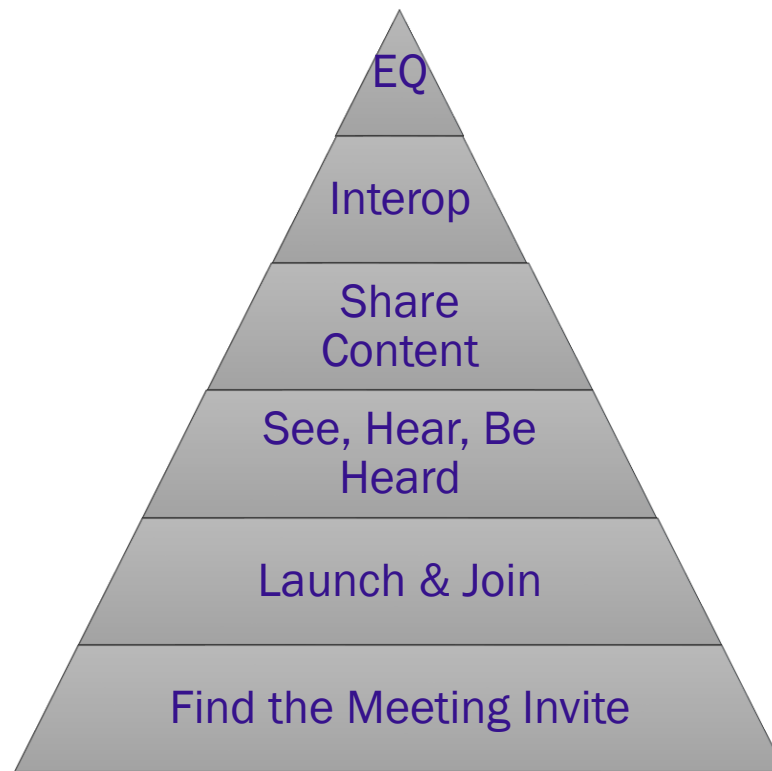 EQ
Interop
Share
Content
See, Hear, Be
Heard
Launch & Join
Find the Meeting Invite